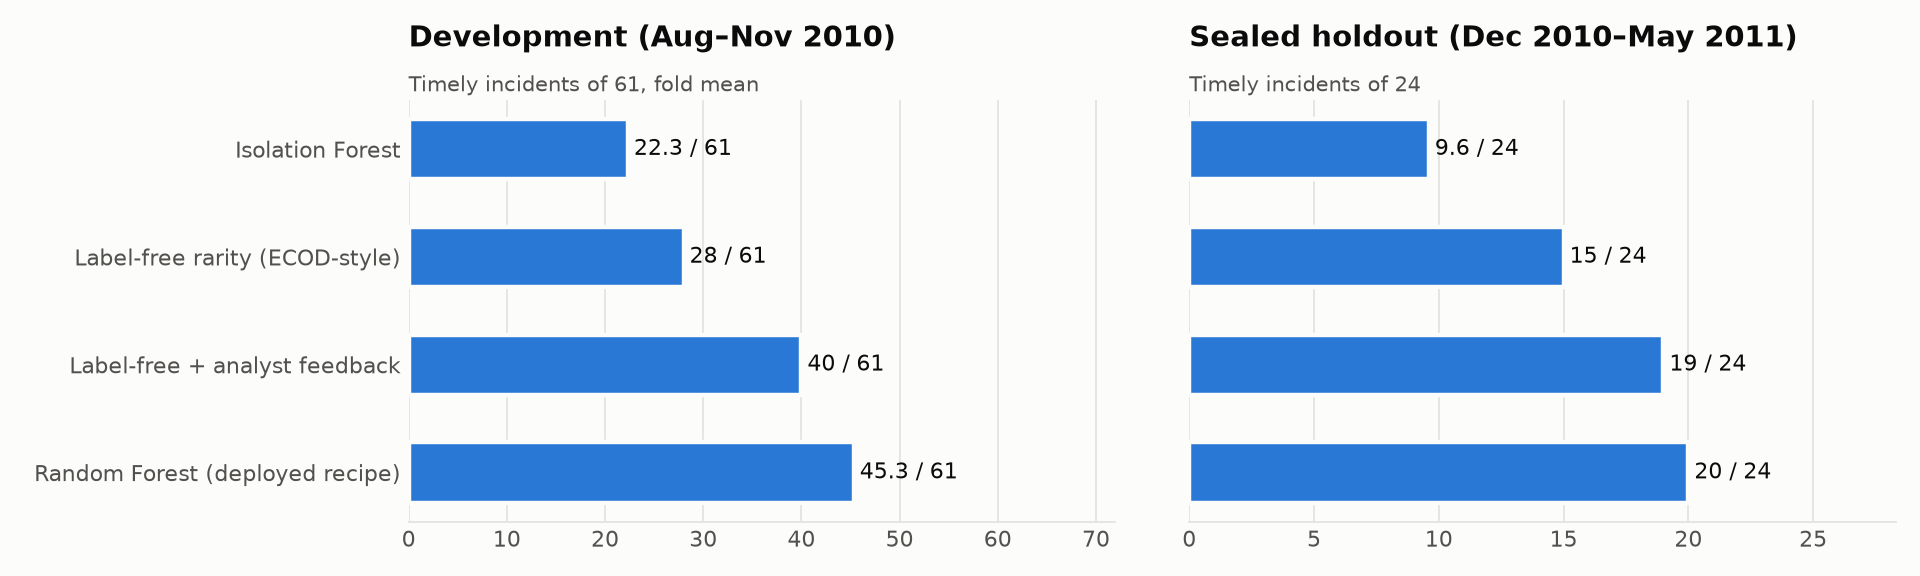 Development (Aug–Nov 2010)
Timely incidents of 61, fold mean
Isolation Forest
22.3 / 61
Label-free rarity (ECOD-style)
28 / 61
Label-free + analyst feedback
40 / 61
Random Forest (deployed recipe)
45.3 / 61
0 10 20 30 40 50 60 70
Sealed holdout (Dec 2010–May 2011)
Timely incidents of 24
9.6 / 24
15 / 24
19 / 24
20 / 24
0 5 10 15 20 25